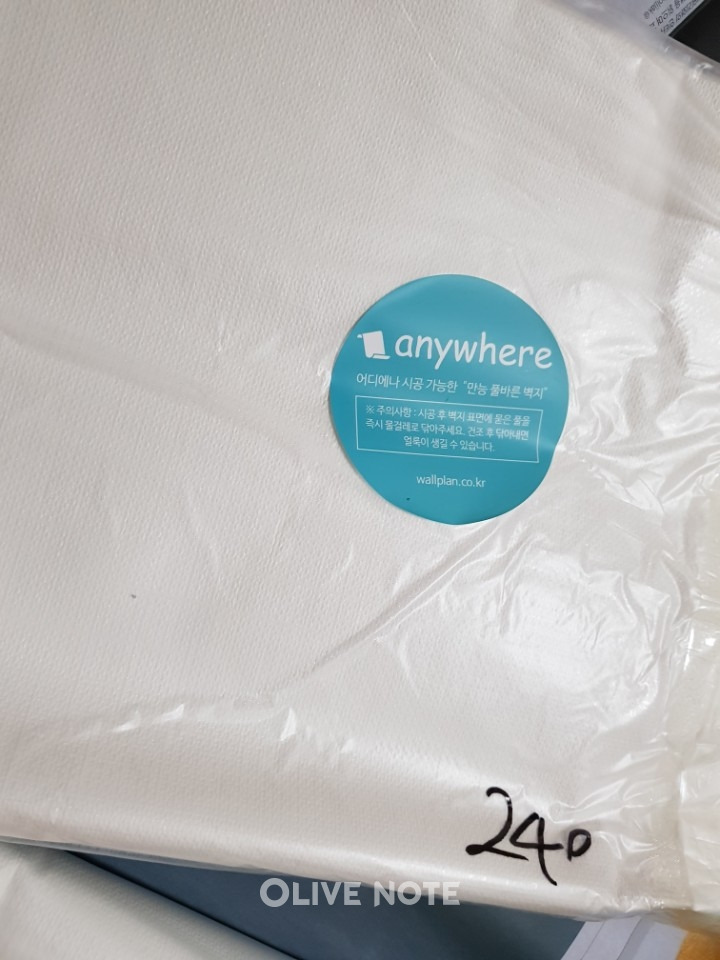 anywhere
어디에나 시공 가능한 "만능 풀바른 벽지"
※ 주의사항 : 시공 후 벽지 표면에 묻은 풀을
즉시 물걸레로 닦아주세요. 건조 후 닦아내면
얼룩이 생길 수 있습니다.
wallplan.co.kr
240
OLIVE NOTE